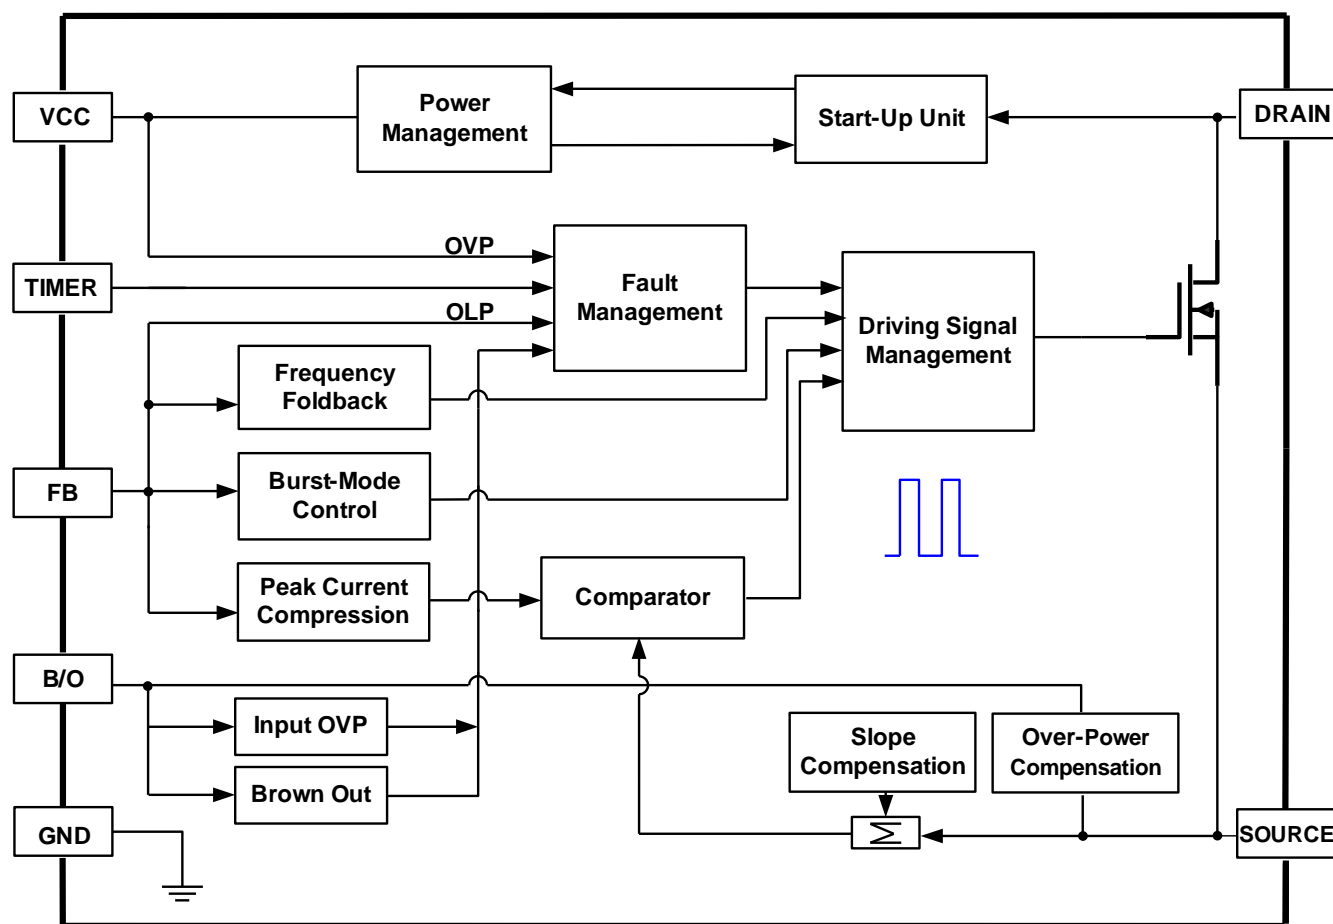 VCC
Power
Management
Start-Up Unit
DRAIN
OVP
TIMER
Fault
Management
OLP
Driving Signal
Management
Frequency
Foldback
FB
Burst-Mode
Control
Peak Current
Compression
Comparator
B/O
Input OVP
Slope
Compensation
Over-Power
Compensation
Brown Out
GND
Σ
SOURCE